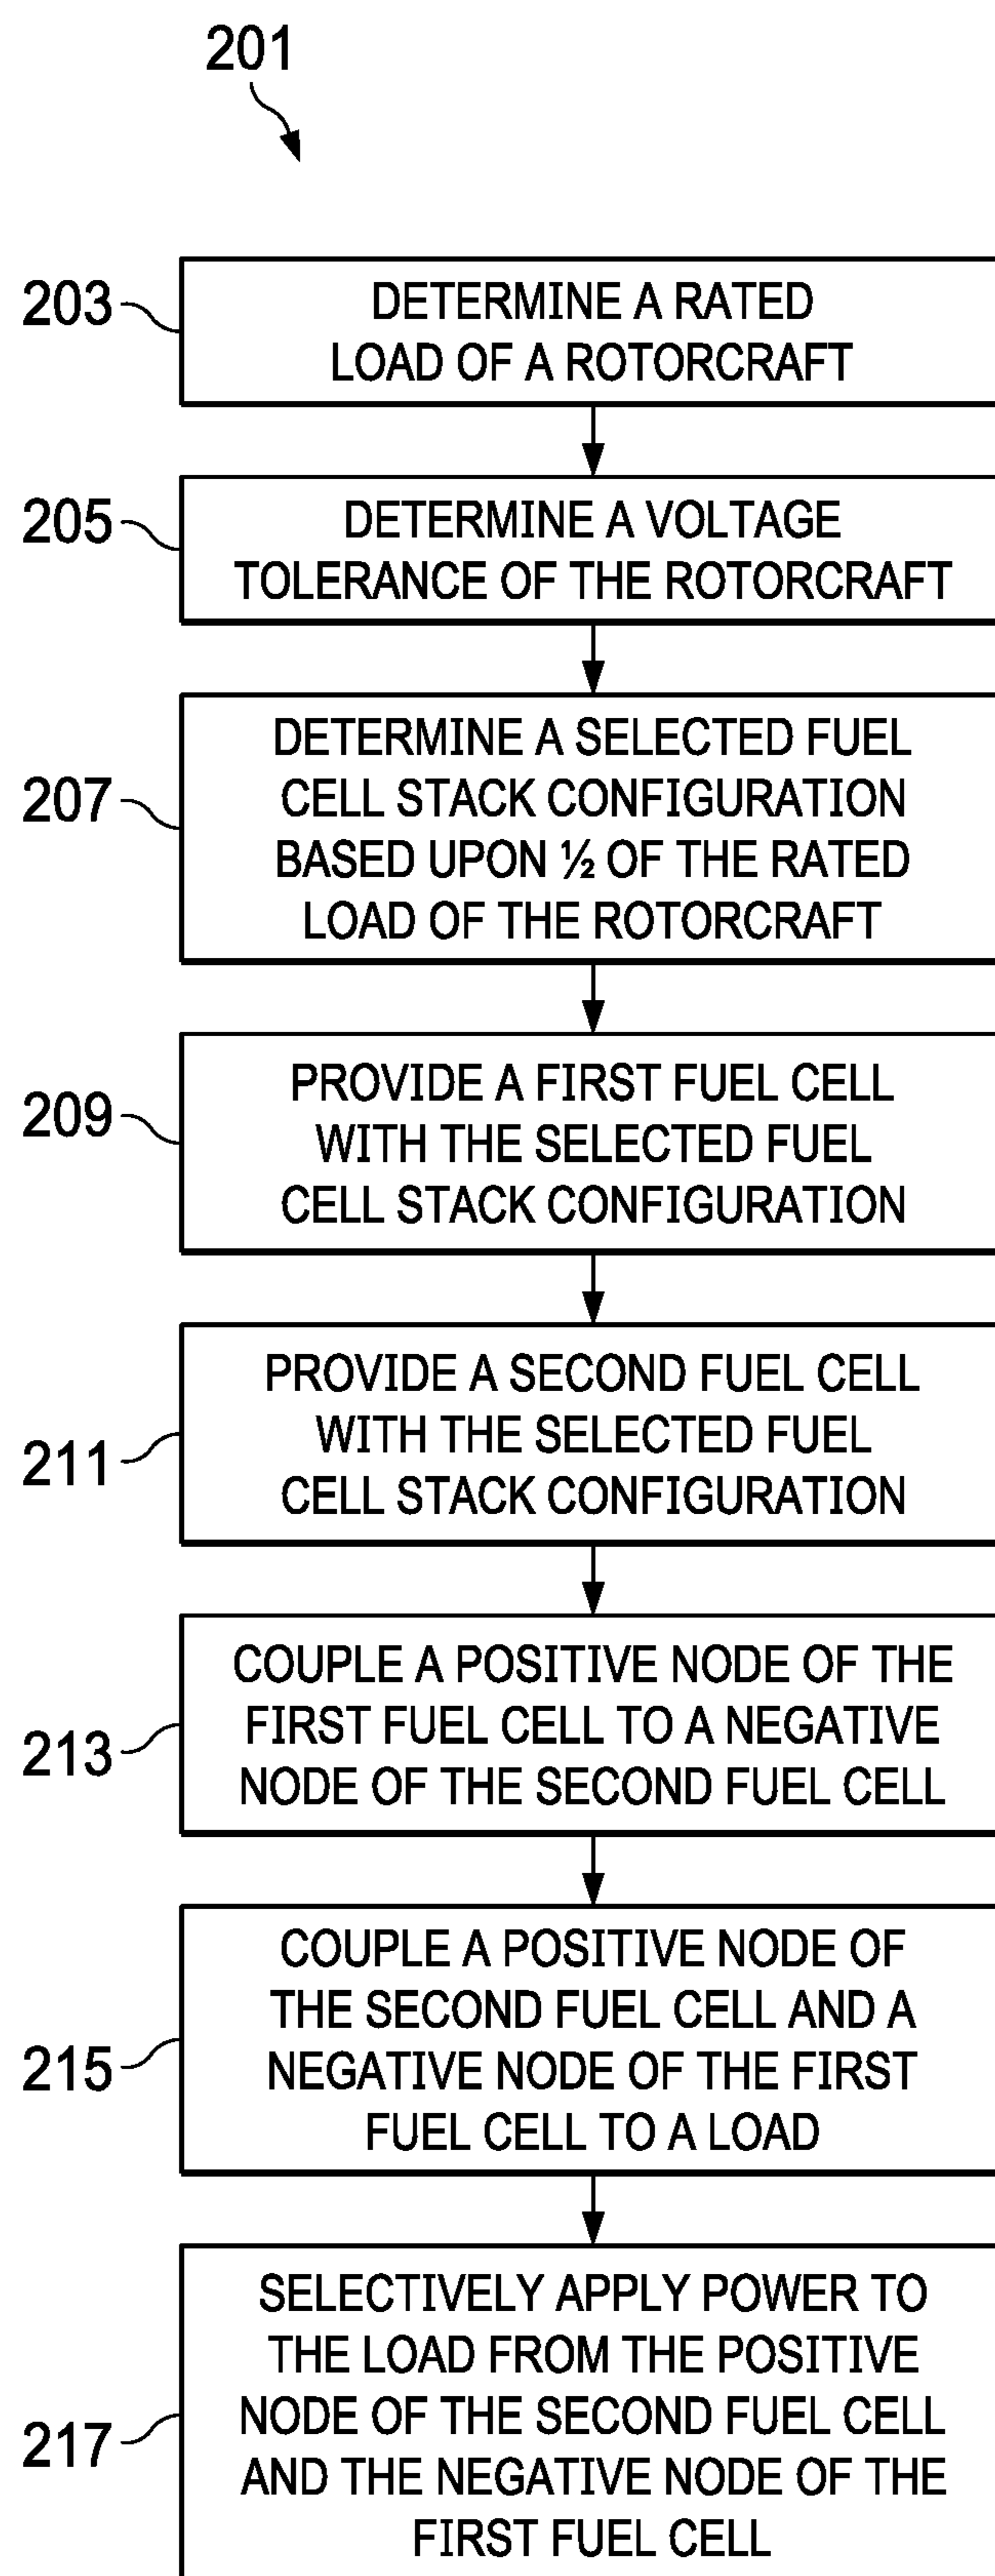 201
203
DETERMINE A RATED
LOAD OF A ROTORCRAFT
205
DETERMINE A VOLTAGE
TOLERANCE OF THE ROTORCRAFT
207
DETERMINE A SELECTED FUEL
CELL STACK CONFIGURATION
BASED UPON ½ OF THE RATED
LOAD OF THE ROTORCRAFT
209
PROVIDE A FIRST FUEL CELL
WITH THE SELECTED FUEL
CELL STACK CONFIGURATION
211
PROVIDE A SECOND FUEL CELL
WITH THE SELECTED FUEL
CELL STACK CONFIGURATION
213
COUPLE A POSITIVE NODE OF THE
FIRST FUEL CELL TO A NEGATIVE
NODE OF THE SECOND FUEL CELL
215
COUPLE A POSITIVE NODE OF
THE SECOND FUEL CELL AND A
NEGATIVE NODE OF THE FIRST
FUEL CELL TO A LOAD
217
SELECTIVELY APPLY POWER TO
THE LOAD FROM THE POSITIVE
NODE OF THE SECOND FUEL CELL
AND THE NEGATIVE NODE OF THE
FIRST FUEL CELL